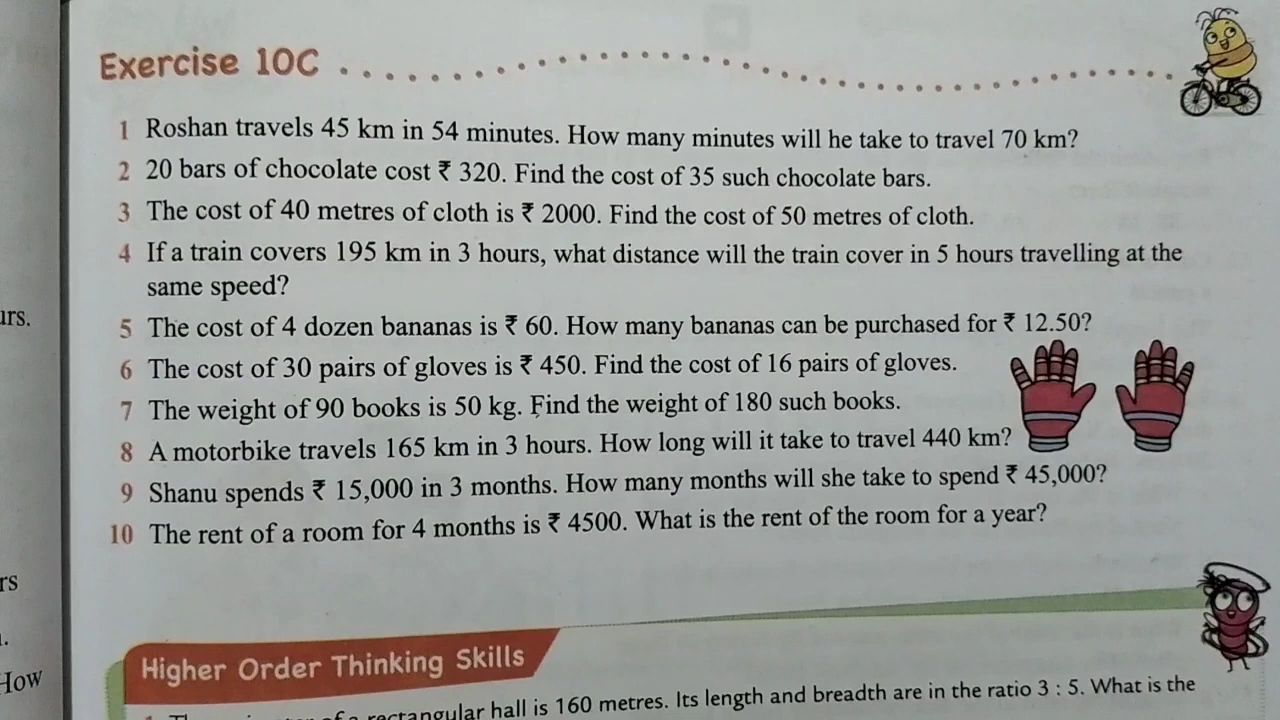 Exercise 10C
1 Roshan travels 45 km in 54 minutes. How many minutes will he take to travel 70 km?
2 20 bars of chocolate cost ₹ 320. Find the cost of 35 such chocolate bars.
3 The cost of 40 metres of cloth is ₹ 2000. Find the cost of 50 metres of cloth.
4 If a train covers 195 km in 3 hours, what distance will the train cover in 5 hours travelling at the
same speed?
urs.
5 The cost of 4 dozen bananas is ₹ 60. How many bananas can be purchased for ₹ 12.50?
6 The cost of 30 pairs of gloves is ₹ 450. Find the cost of 16 pairs of gloves.
7 The weight of 90 books is 50 kg. Find the weight of 180 such books.
8 A motorbike travels 165 km in 3 hours. How long will it take to travel 440 km?
9 Shanu spends ₹ 15,000 in 3 months. How many months will she take to spend ₹ 45,000?
10 The rent of a room for 4 months is ₹ 4500. What is the rent of the room for a year?
rs
How
Higher Order Thinking Skills
of a rectangular hall is 160 metres. Its length and breadth are in the ratio 3 : 5. What is the